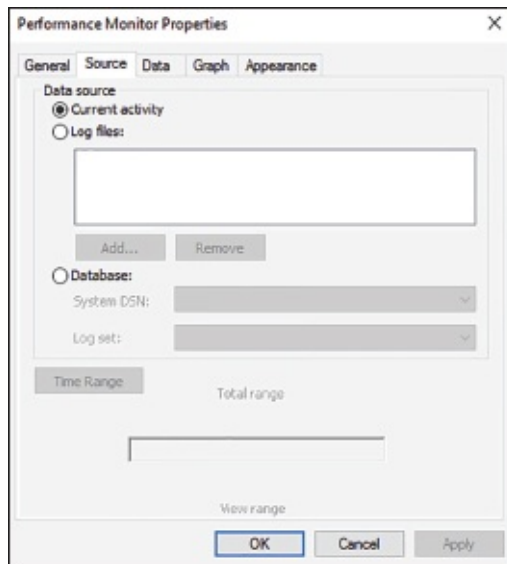 Performance Monitor Properties
General Source Data Graph Appearance
Data source
Current activity
Log files:
Add... Remove
Database:
System DSN:
Log set:
Time Range
Total range
View range
OK Cancel Apply